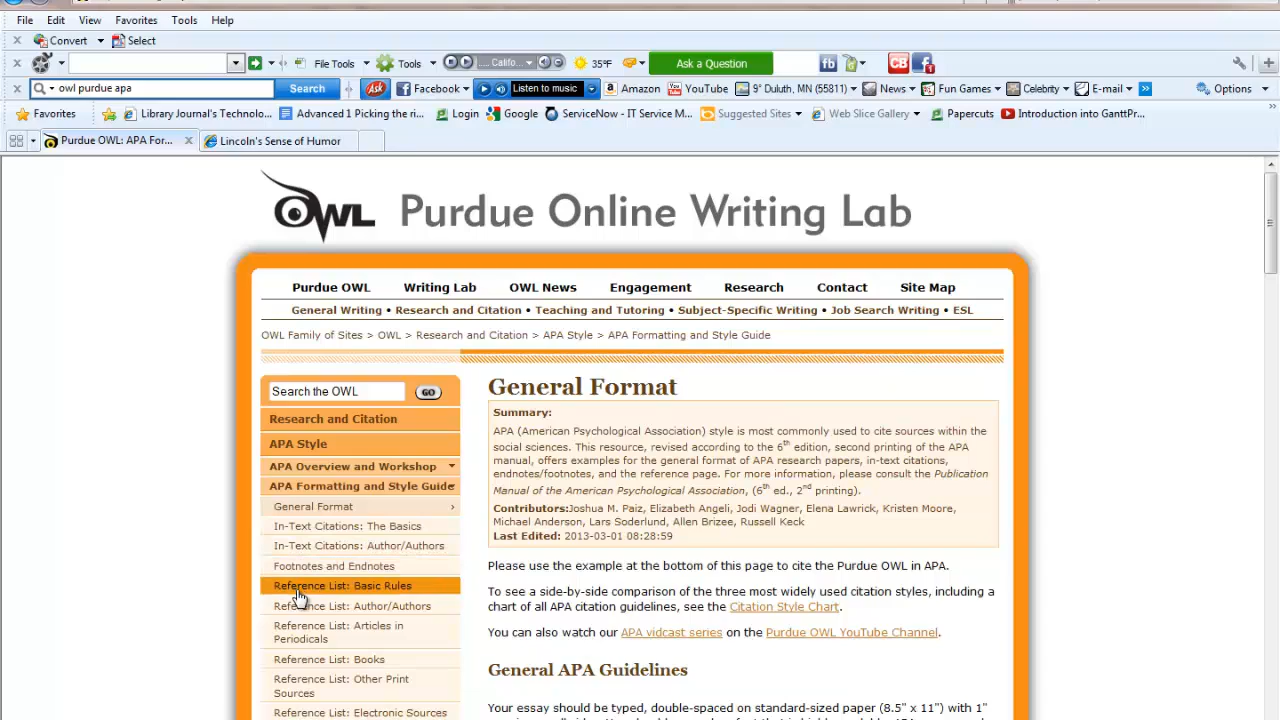 File Edit View Favorites Tools Help
Convert Select
File Tools Tools .... Califo... 35°F Ask a Question fb CB
owl purdue apa Search Ask Facebook Listen to music Amazon YouTube 9° Duluth, MN (55811) News Fun Games Celebrity E-mail Options
Favorites Library Journal's Technolo... Advanced 1 Picking the ri... Login Google ServiceNow - IT Service M... Suggested Sites Web Slice Gallery Papercuts Introduction into GanttPr...
Purdue OWL: APA For... Lincoln's Sense of Humor
OWL Purdue Online Writing Lab
Purdue OWL Writing Lab OWL News Engagement Research Contact Site Map
General Writing • Research and Citation • Teaching and Tutoring • Subject-Specific Writing • Job Search Writing • ESL
OWL Family of Sites > OWL > Research and Citation > APA Style > APA Formatting and Style Guide
Search the OWL GO
Research and Citation
APA Style
APA Overview and Workshop
APA Formatting and Style Guide
General Format
In-Text Citations: The Basics
In-Text Citations: Author/Authors
Footnotes and Endnotes
Reference List: Basic Rules
Reference List: Author/Authors
Reference List: Articles in
Periodicals
Reference List: Books
Reference List: Other Print
Sources
Reference List: Electronic Sources
General Format
Summary:
APA (American Psychological Association) style is most commonly used to cite sources within the
social sciences. This resource, revised according to the 6th edition, second printing of the APA
manual, offers examples for the general format of APA research papers, in-text citations,
endnotes/footnotes, and the reference page. For more information, please consult the Publication
Manual of the American Psychological Association, (6th ed., 2nd printing).
Contributors:Joshua M. Paiz, Elizabeth Angeli, Jodi Wagner, Elena Lawrick, Kristen Moore,
Michael Anderson, Lars Soderlund, Allen Brizee, Russell Keck
Last Edited: 2013-03-01 08:28:59
Please use the example at the bottom of this page to cite the Purdue OWL in APA.
To see a side-by-side comparison of the three most widely used citation styles, including a
chart of all APA citation guidelines, see the Citation Style Chart.
You can also watch our APA vidcast series on the Purdue OWL YouTube Channel.
General APA Guidelines
Your essay should be typed, double-spaced on standard-sized paper (8.5" x 11") with 1"